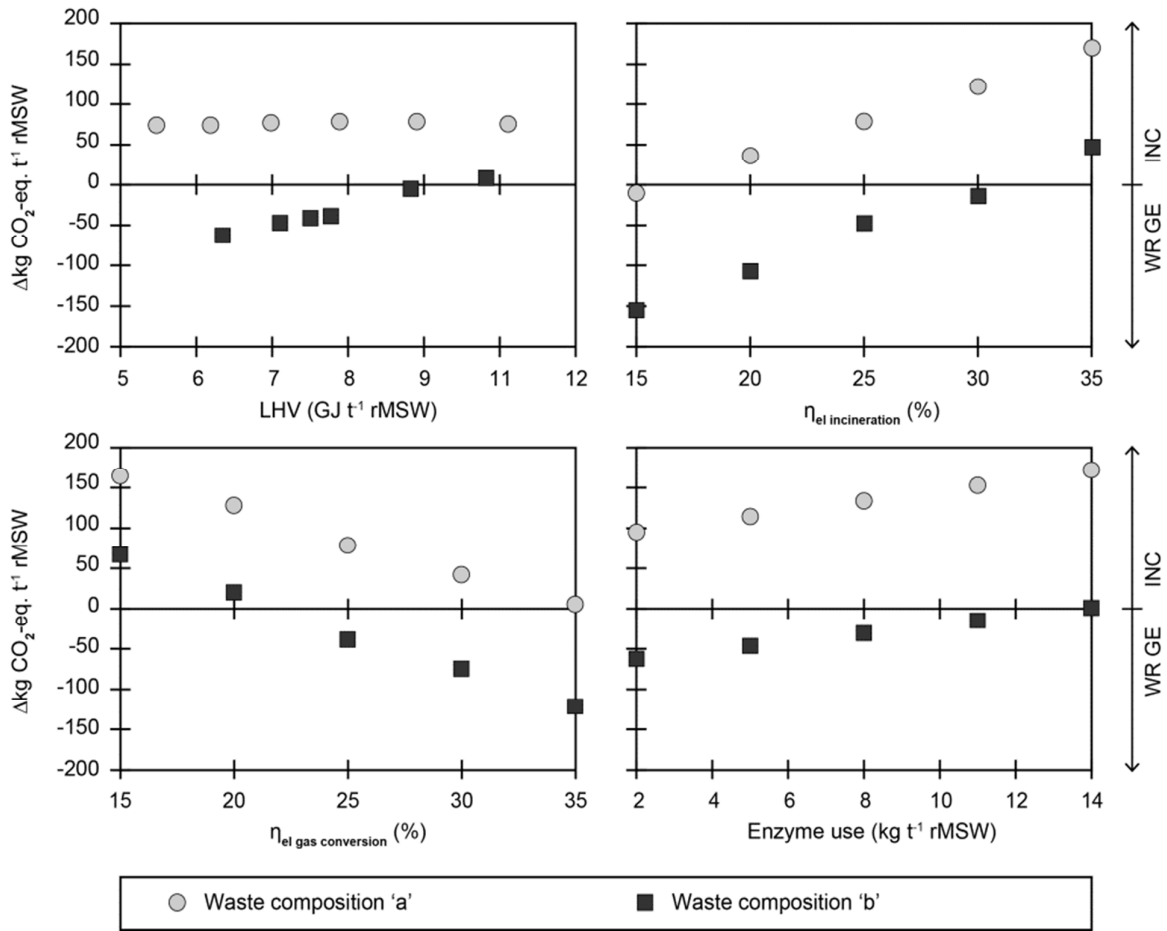 200
150
100
50
0
-50
-100
-150
-200
Δkg CO₂-eq. t⁻¹ rMSW
5 6 7 8 9 10 11 12
LHV (GJ t⁻¹ rMSW)
15 20 25 30 35
η el incineration (%)
INC
WR GE
200
150
100
50
0
-50
-100
-150
-200
Δkg CO₂-eq. t⁻¹ rMSW
15 20 25 30 35
η el gas conversion (%)
2 4 6 8 10 12 14
Enzyme use (kg t⁻¹ rMSW)
INC
WR GE
Waste composition ‘a’ Waste composition ‘b’